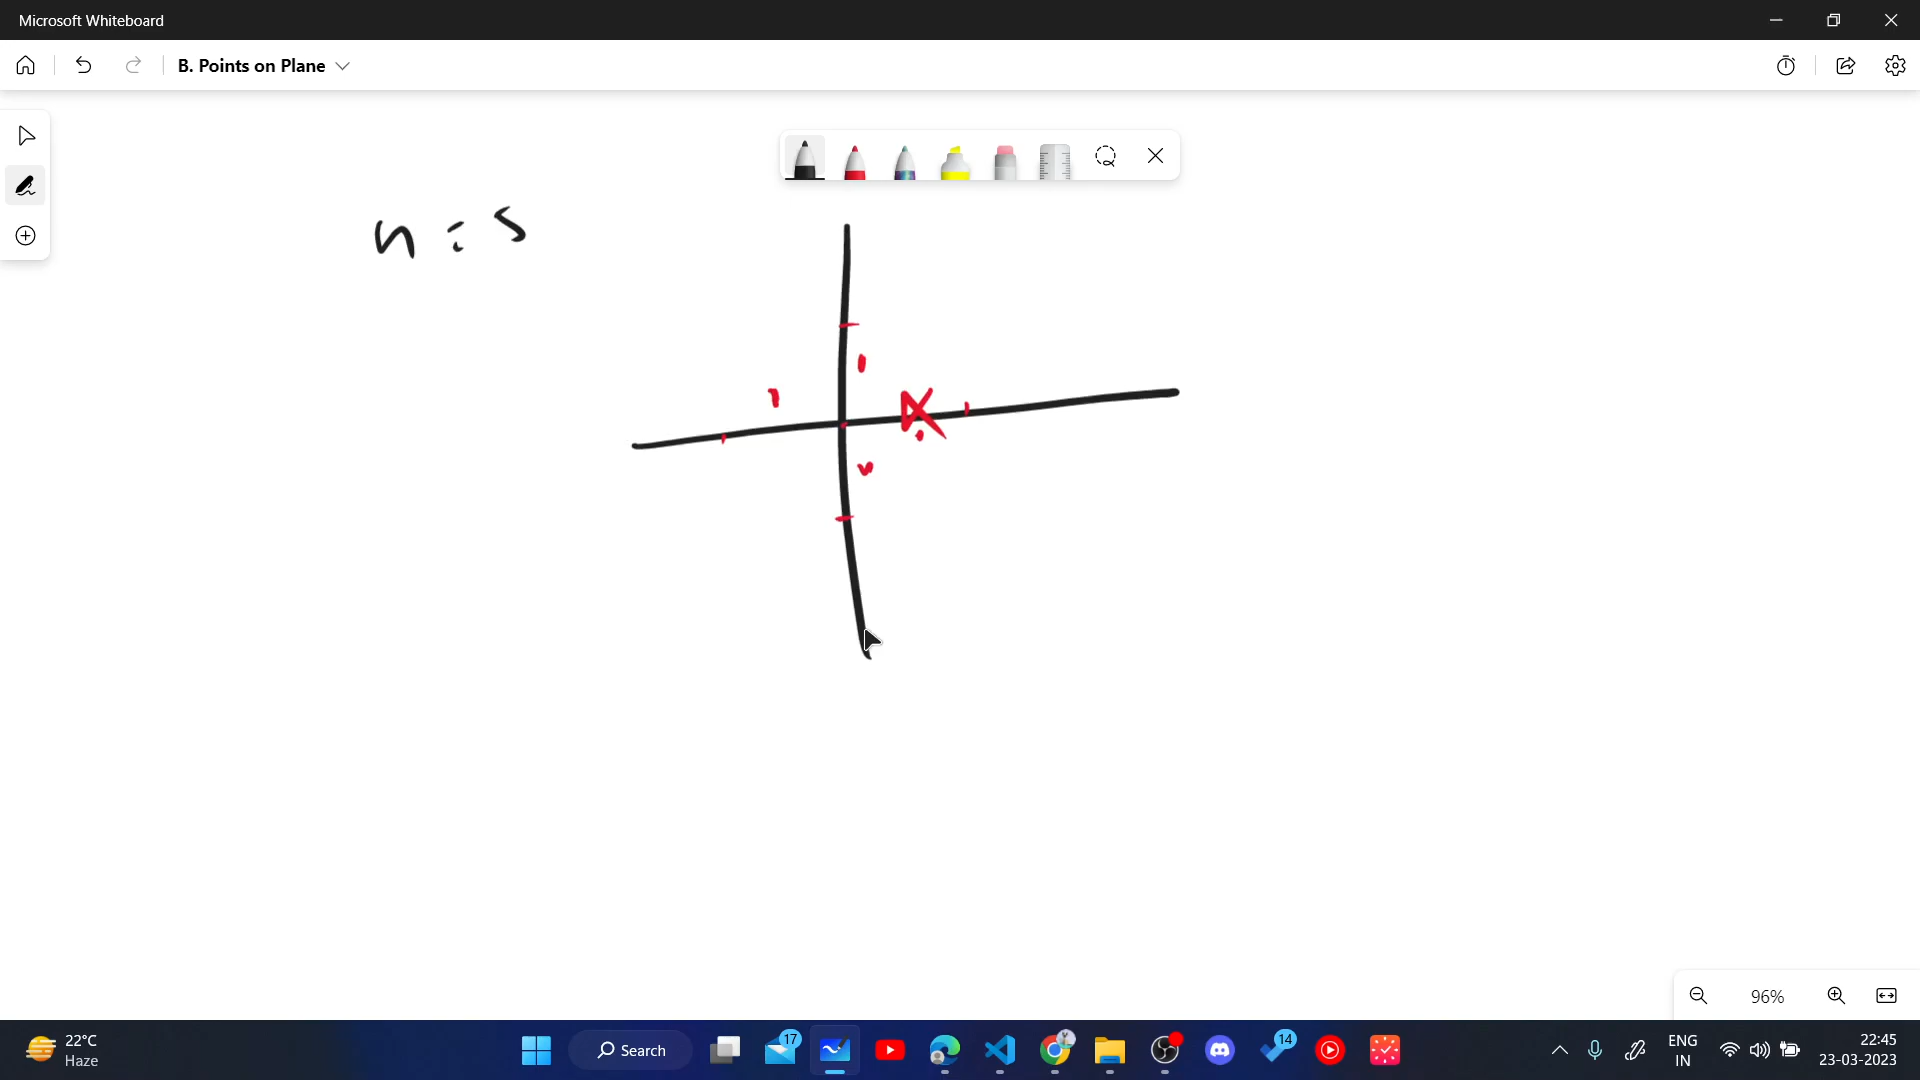 Microsoft Whiteboard
B. Points on Plane
n = 5
96%
22°C
Haze
Search
17
14
ENG
IN
22:45
23-03-2023